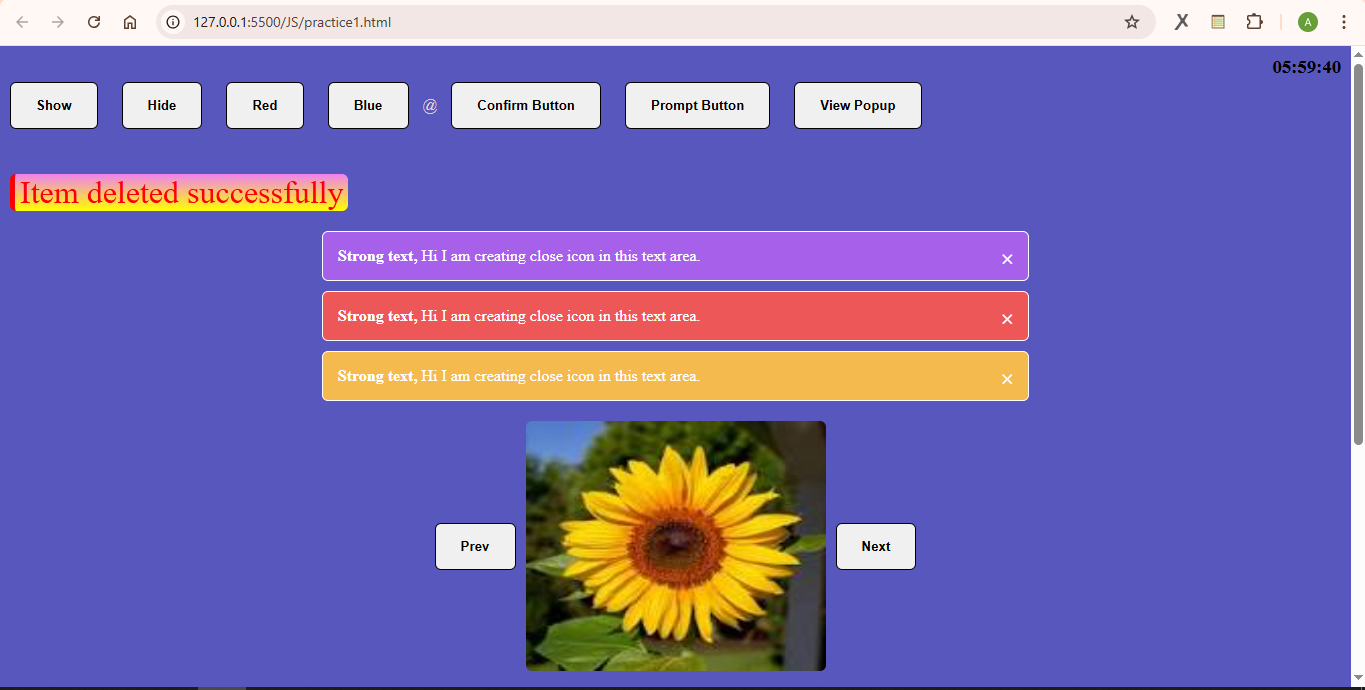 127.0.0.1:5500/JS/practice1.html
A
05:59:40
Show Hide Red Blue @ Confirm Button Prompt Button View Popup
Item deleted successfully
Strong text, Hi I am creating close icon in this text area. ×
Strong text, Hi I am creating close icon in this text area. ×
Strong text, Hi I am creating close icon in this text area. ×
Prev Next